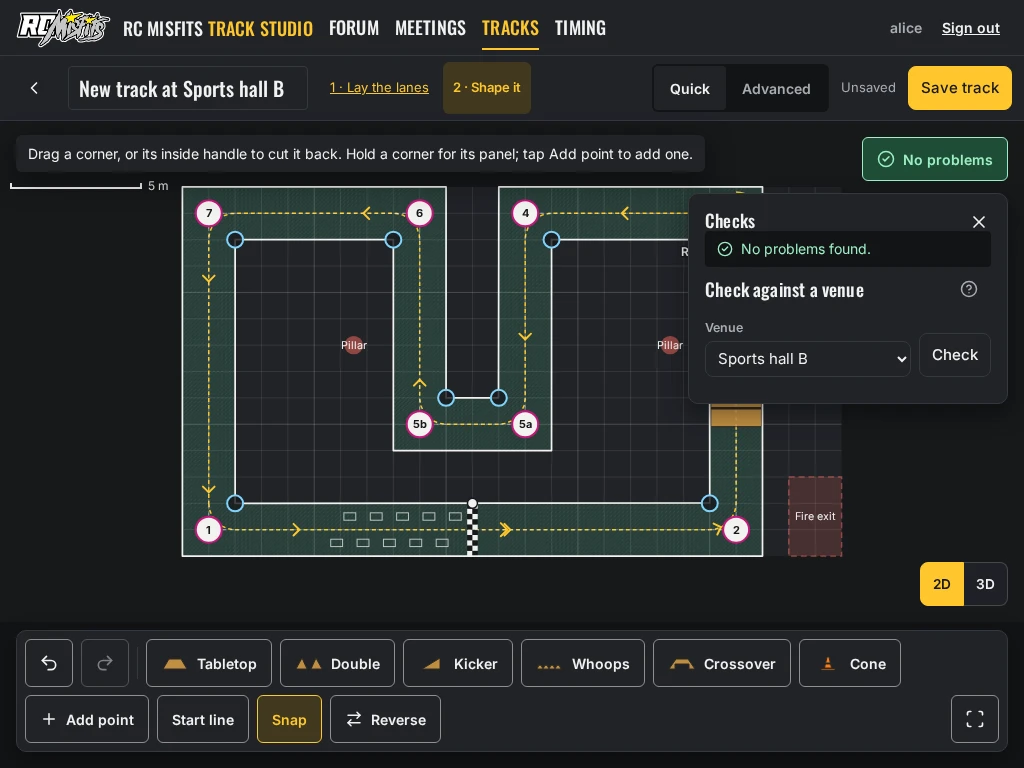 RC Misfits
RC MISFITS TRACK STUDIO FORUM MEETINGS TRACKS TIMING alice Sign out
New track at Sports hall B 1 · Lay the lanes 2 · Shape it Quick Advanced Unsaved Save track
Drag a corner, or its inside handle to cut it back. Hold a corner for its panel; tap Add point to add one.
No problems
5 m
7 6 4
Checks
No problems found.
R
Check against a venue
Venue
Sports hall B Check
Pillar Pillar
5b 5a
1 2
Fire exit
2D 3D
Tabletop Double Kicker Whoops Crossover Cone
Add point Start line Snap Reverse